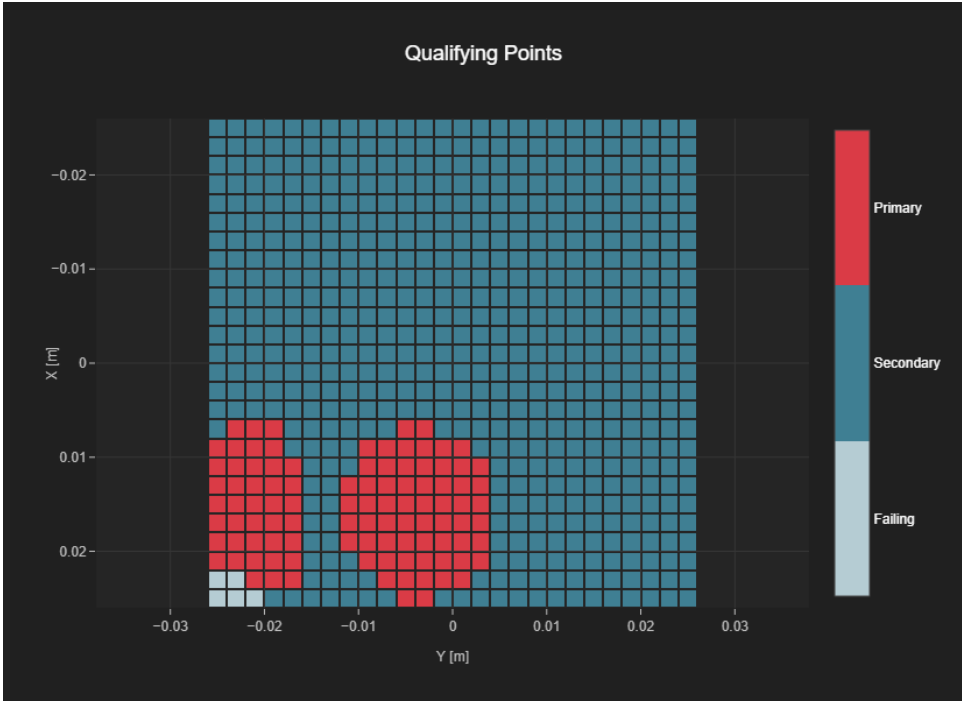 Qualifying Points
−0.02
−0.01
0
0.01
0.02
X [m]
−0.03
−0.02
−0.01
0
0.01
0.02
0.03
Y [m]
Primary
Secondary
Failing